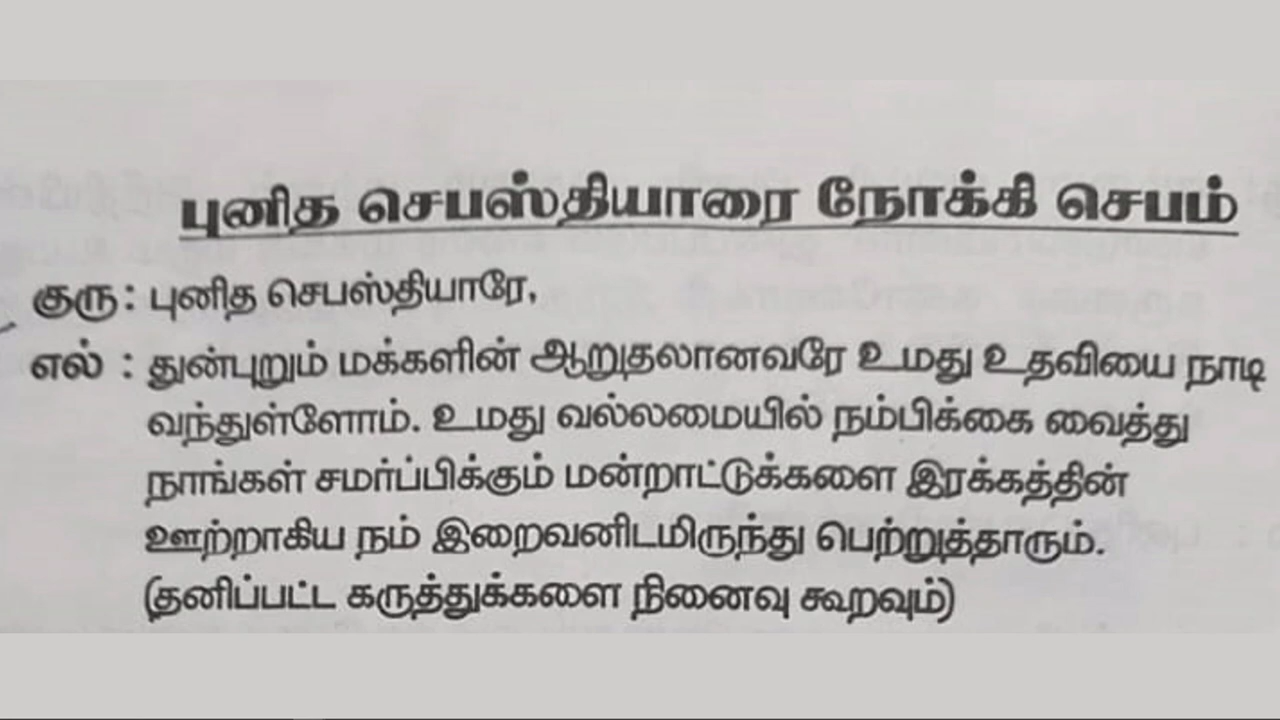 புனித செபஸ்தியாரை நோக்கி செபம்
குரு : புனித செபஸ்தியாரே,
எல் : துன்புறும் மக்களின் ஆறுதலானவரே உமது உதவியை நாடி
வந்துள்ளோம். உமது வல்லமையில் நம்பிக்கை வைத்து
நாங்கள் சமர்ப்பிக்கும் மன்றாட்டுக்களை இரக்கத்தின்
ஊற்றாகிய நம் இறைவனிடமிருந்து பெற்றுத்தாரும்.
(தனிப்பட்ட கருத்துக்களை நினைவு கூறவும்)